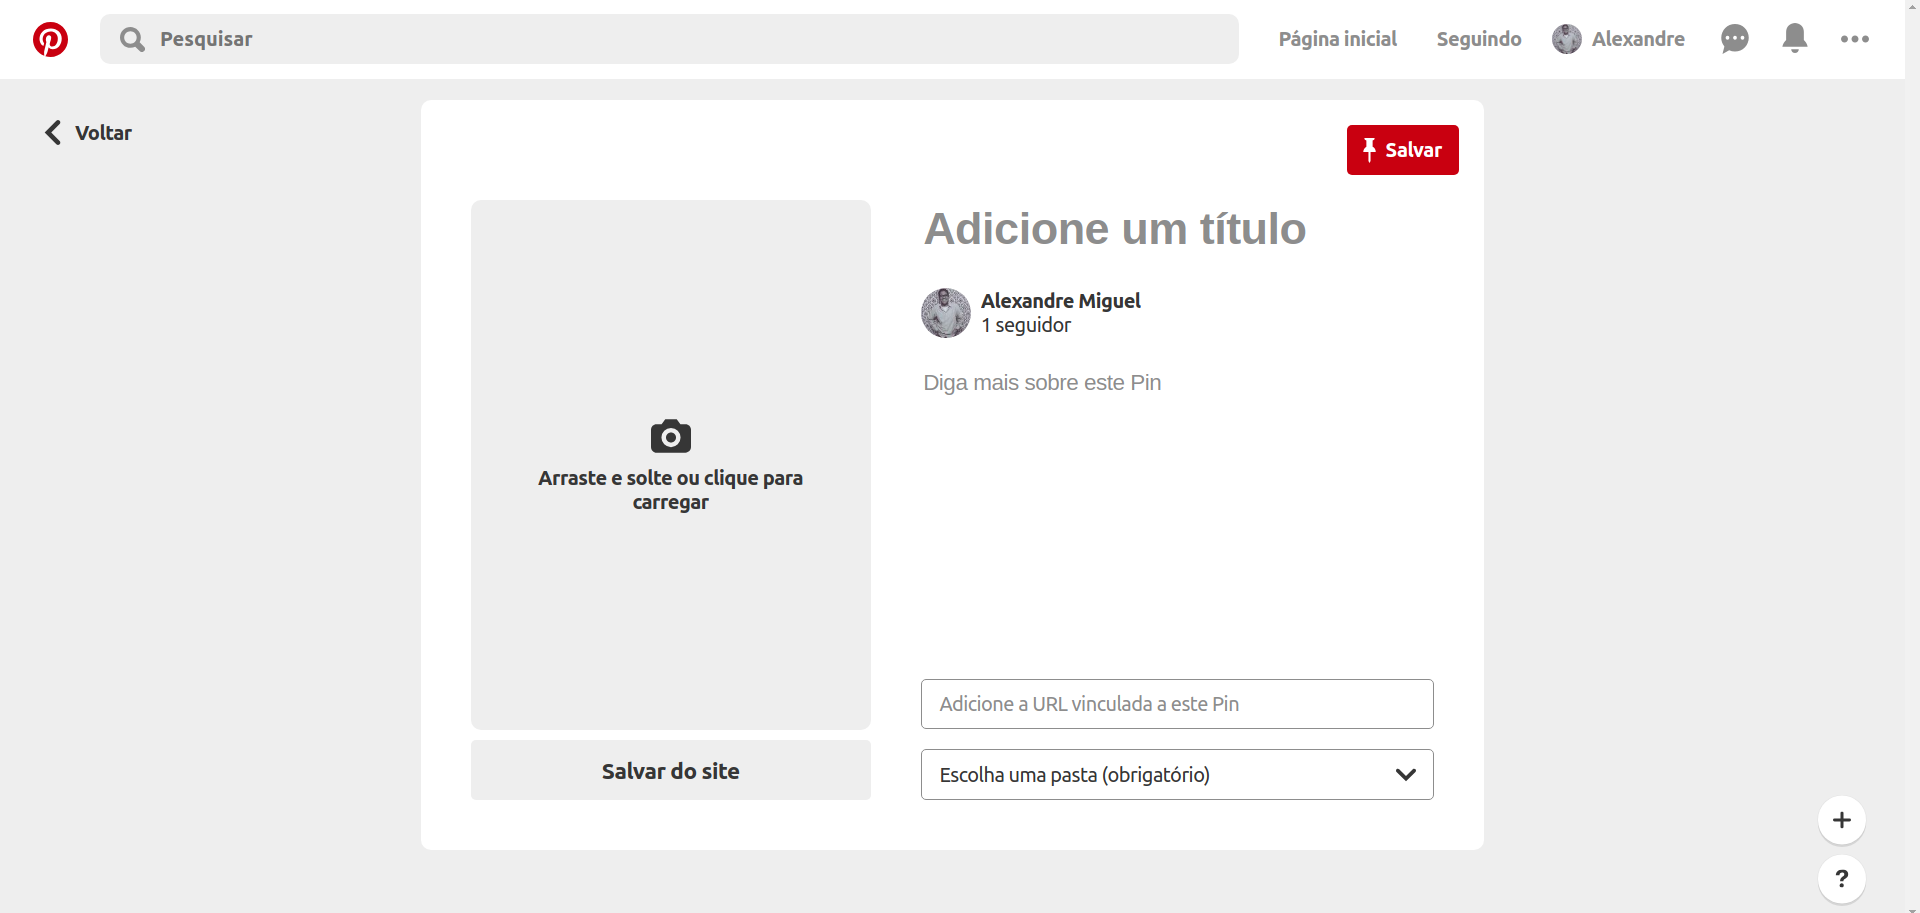 Pesquisar
Página inicial
Seguindo
Alexandre
Voltar
Salvar
Adicione um título
Alexandre Miguel
1 seguidor
Diga mais sobre este Pin
Arraste e solte ou clique para
carregar
Adicione a URL vinculada a este Pin
Salvar do site
Escolha uma pasta (obrigatório)
+
?